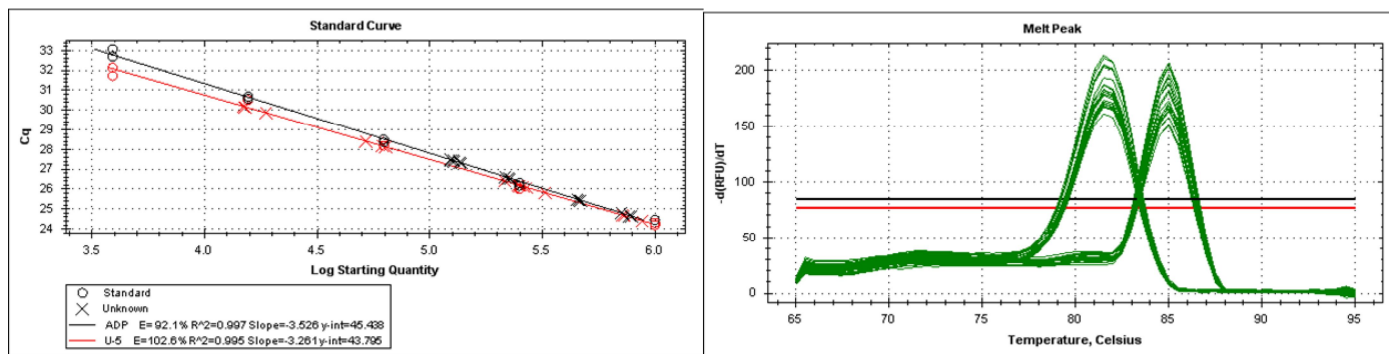 Standard Curve
33
32
31
30
29
28
27
26
25
24
Cq
3.5 4.0 4.5 5.0 5.5 6.0
Log Starting Quantity
Standard
Unknown
ADP E= 92.1% R^2=0.997 Slope=-3.526 y-int=45.438
U-5 E=102.6% R^2=0.995 Slope=-3.261 y-int=43.795
Melt Peak
200
150
100
50
0
-d(RFU)/dT
65 70 75 80 85 90 95
Temperature, Celsius